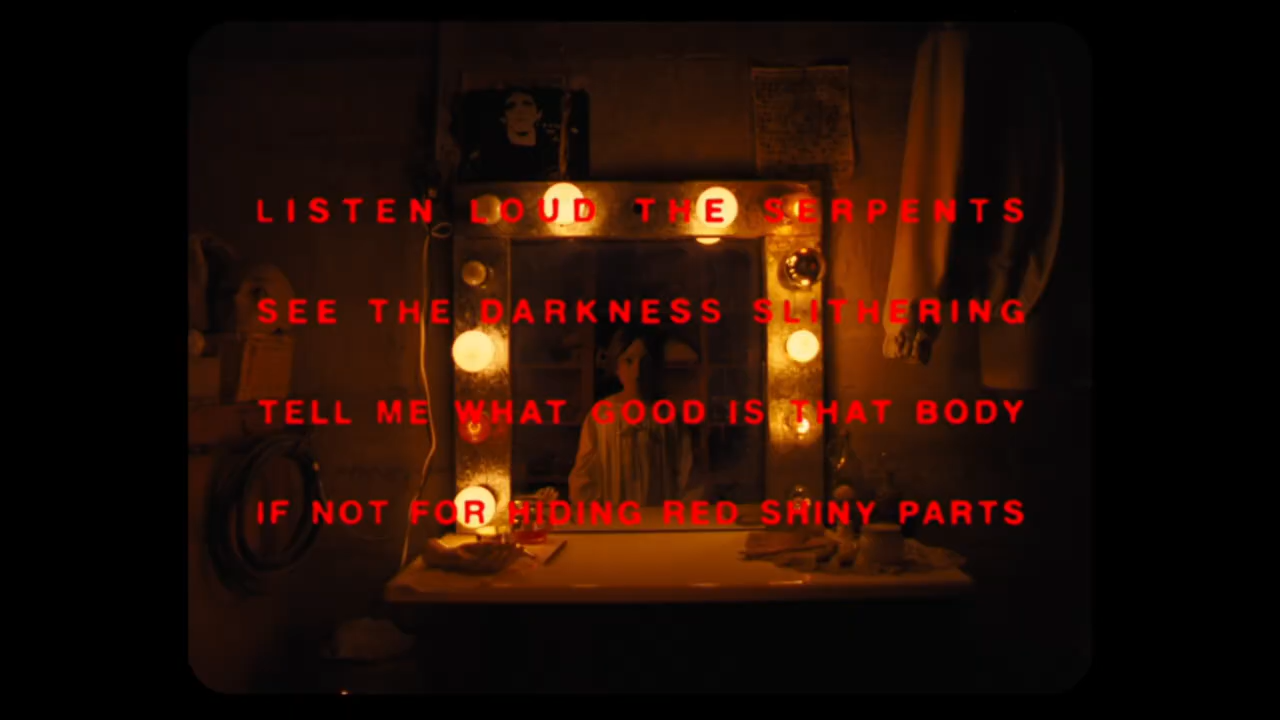 LISTEN LOUD THE SERPENTS
SEE THE DARKNESS SLITHERING
TELL ME WHAT GOOD IS THAT BODY
IF NOT FOR HIDING RED SHINY PARTS